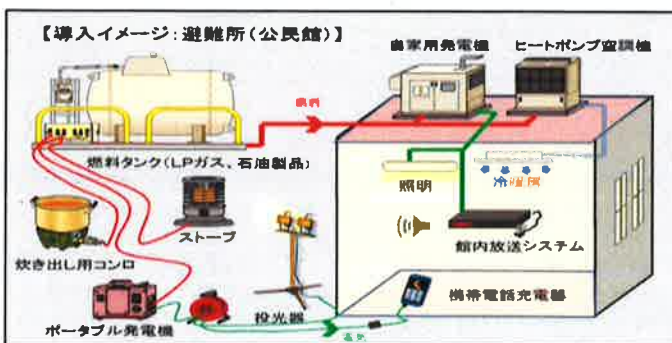 【導入イメージ：避難所（公民館）】
自家用発電機
ヒートポンプ空調機
燃料
燃料タンク（LPガス、石油製品）
照明
冷暖房
ストーブ
館内放送システム
炊き出し用コンロ
携帯電話充電器
投光器
ポータブル発電機
電気